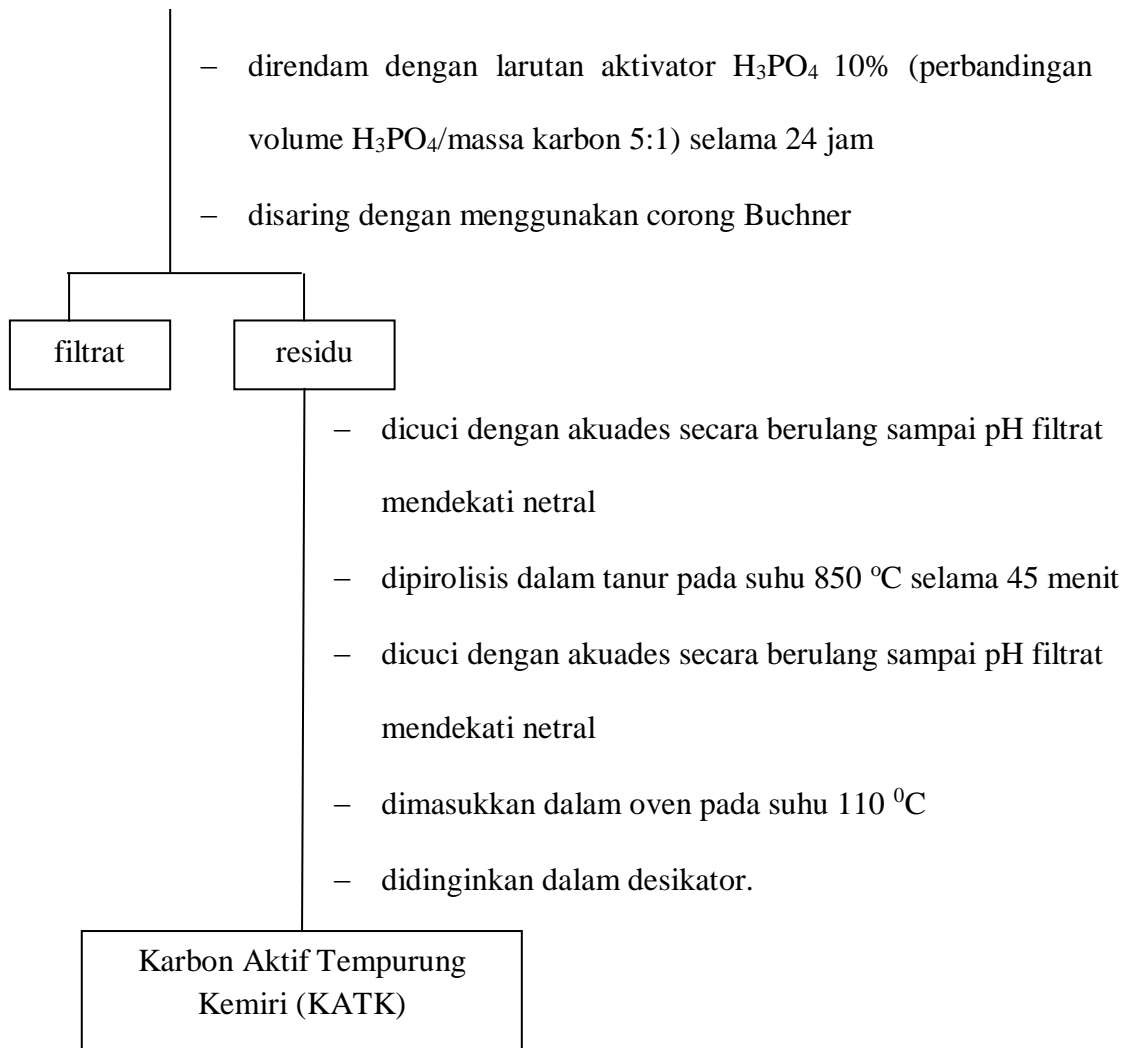 – direndam dengan larutan aktivator H₃PO₄ 10% (perbandingan
volume H₃PO₄/massa karbon 5:1) selama 24 jam
– disaring dengan menggunakan corong Buchner
filtrat
residu
– dicuci dengan akuades secara berulang sampai pH filtrat
mendekati netral
– dipirolisis dalam tanur pada suhu 850 ᵒC selama 45 menit
– dicuci dengan akuades secara berulang sampai pH filtrat
mendekati netral
– dimasukkan dalam oven pada suhu 110 ⁰C
– didinginkan dalam desikator.
Karbon Aktif Tempurung
Kemiri (KATK)